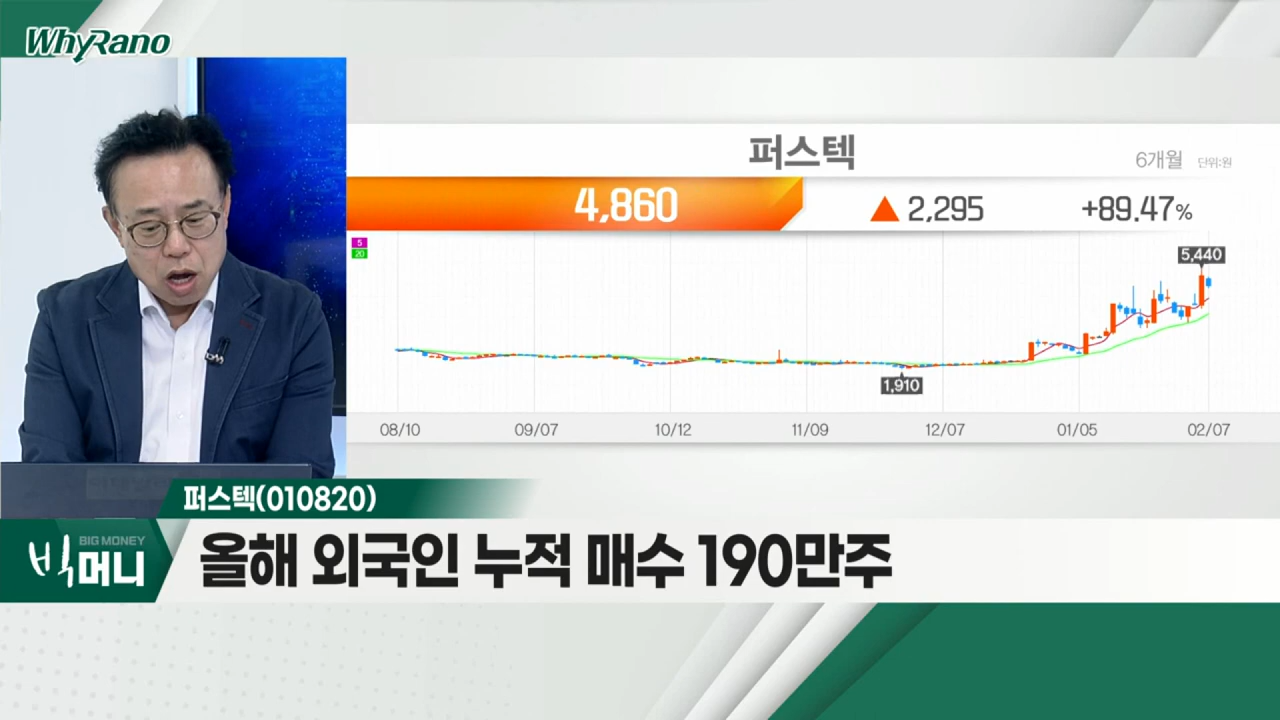 WhyRano
퍼스텍
6개월 단위:원
4,860 ▲ 2,295 +89.47%
5
20
5,440
1,910
08/10 09/07 10/12 11/09 12/07 01/05 02/07
퍼스텍(010820)
BIG MONEY
빅머니
올해 외국인 누적 매수 190만주